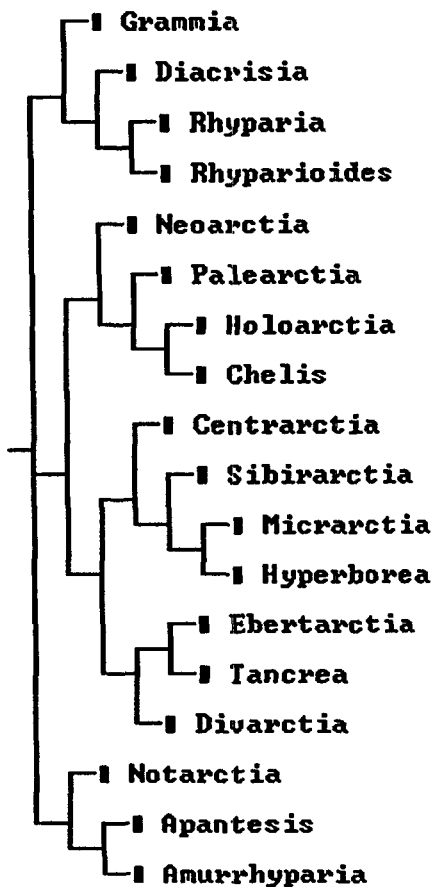 Grammia
Diacrisia
Rhyparia
Rhyparioides
Neoarctia
Palearctia
Holoarctia
Chelis
Centrarctia
Sibirarctia
Micrarctia
Hyperborea
Ebertarctia
Tancrea
Divarctia
Notarctia
Apantesis
Amurrhyparia